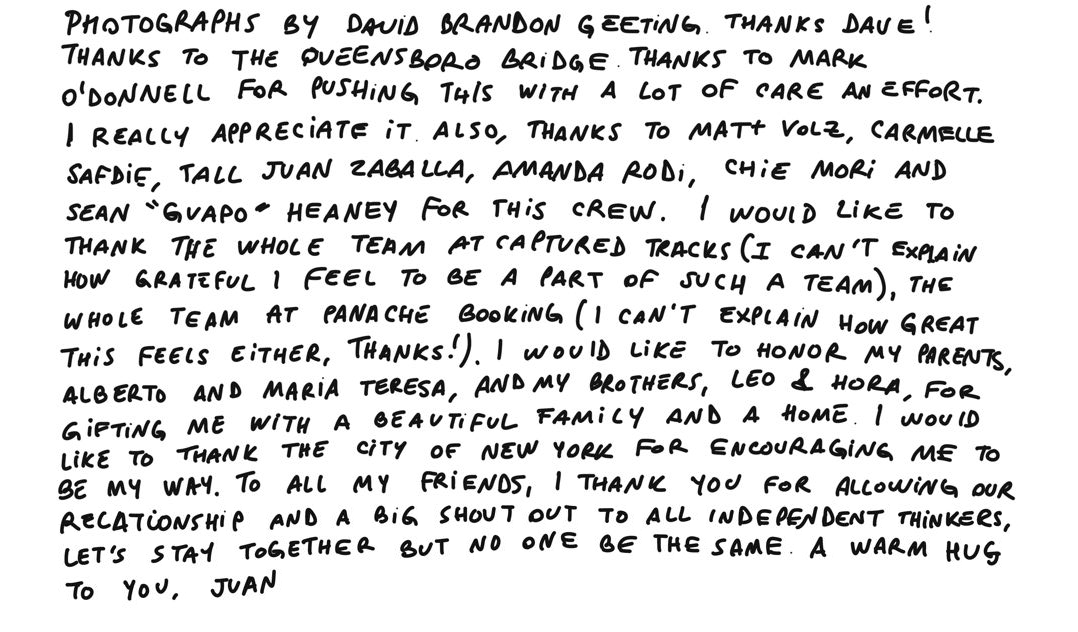 PHOTOGRAPHS BY DAVID BRANDON GEETING. THANKS DAVE!
THANKS TO THE QUEENSBORO BRIDGE. THANKS TO MARK
O'DONNELL FOR PUSHING THIS WITH A LOT OF CARE AN EFFORT.
I REALLY APPRECIATE IT. ALSO, THANKS TO MATT VOLZ, CARMELLE
SAFDIE, TALL JUAN ZABALLA, AMANDA RODI, CHIE MORI AND
SEAN "GUAPO" HEANEY FOR THIS CREW. I WOULD LIKE TO
THANK THE WHOLE TEAM AT CAPTURED TRACKS (I CAN'T EXPLAIN
HOW GRATEFUL I FEEL TO BE A PART OF SUCH A TEAM), THE
WHOLE TEAM AT PANACHE BOOKING (I CAN'T EXPLAIN HOW GREAT
THIS FEELS EITHER, THANKS!). I WOULD LIKE TO HONOR MY PARENTS,
ALBERTO AND MARIA TERESA, AND MY BROTHERS, LEO & HORA, FOR
GIFTING ME WITH A BEAUTIFUL FAMILY AND A HOME. I WOULD
LIKE TO THANK THE CITY OF NEW YORK FOR ENCOURAGING ME TO
BE MY WAY. TO ALL MY FRIENDS, I THANK YOU FOR ALLOWING OUR
RELATIONSHIP AND A BIG SHOUT OUT TO ALL INDEPENDENT THINKERS,
LET'S STAY TOGETHER BUT NO ONE BE THE SAME. A WARM HUG
TO YOU, JUAN